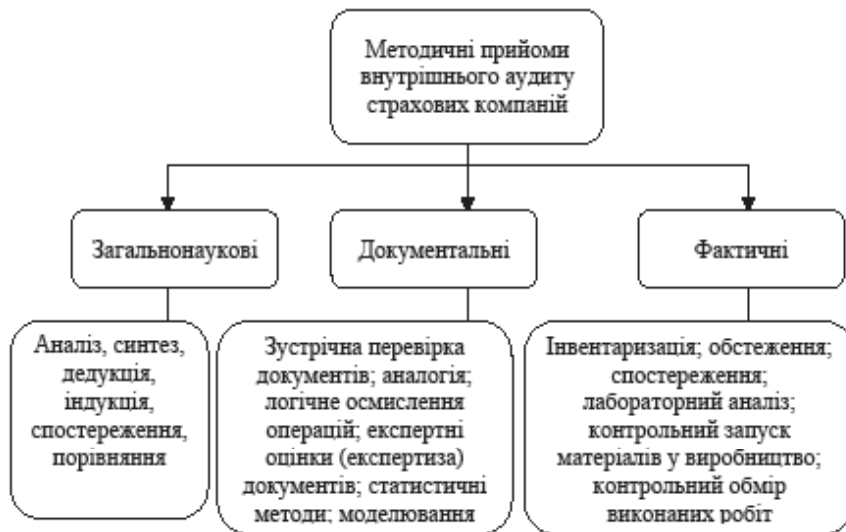 Методичні прийоми
внутрішнього аудиту
страхових компаній
Загальнонаукові
Документальні
Фактичні
Аналіз, синтез,
дедукція,
індукція,
спостереження,
порівняння
Зустрічна перевірка
документів; аналогія;
логічне осмислення
операцій; експертні
оцінки (експертиза)
документів; статистичні
методи; моделювання
Інвентаризація; обстеження;
спостереження;
лабораторний аналіз;
контрольний запуск
матеріалів у виробництво;
контрольний обмір
виконаних робіт